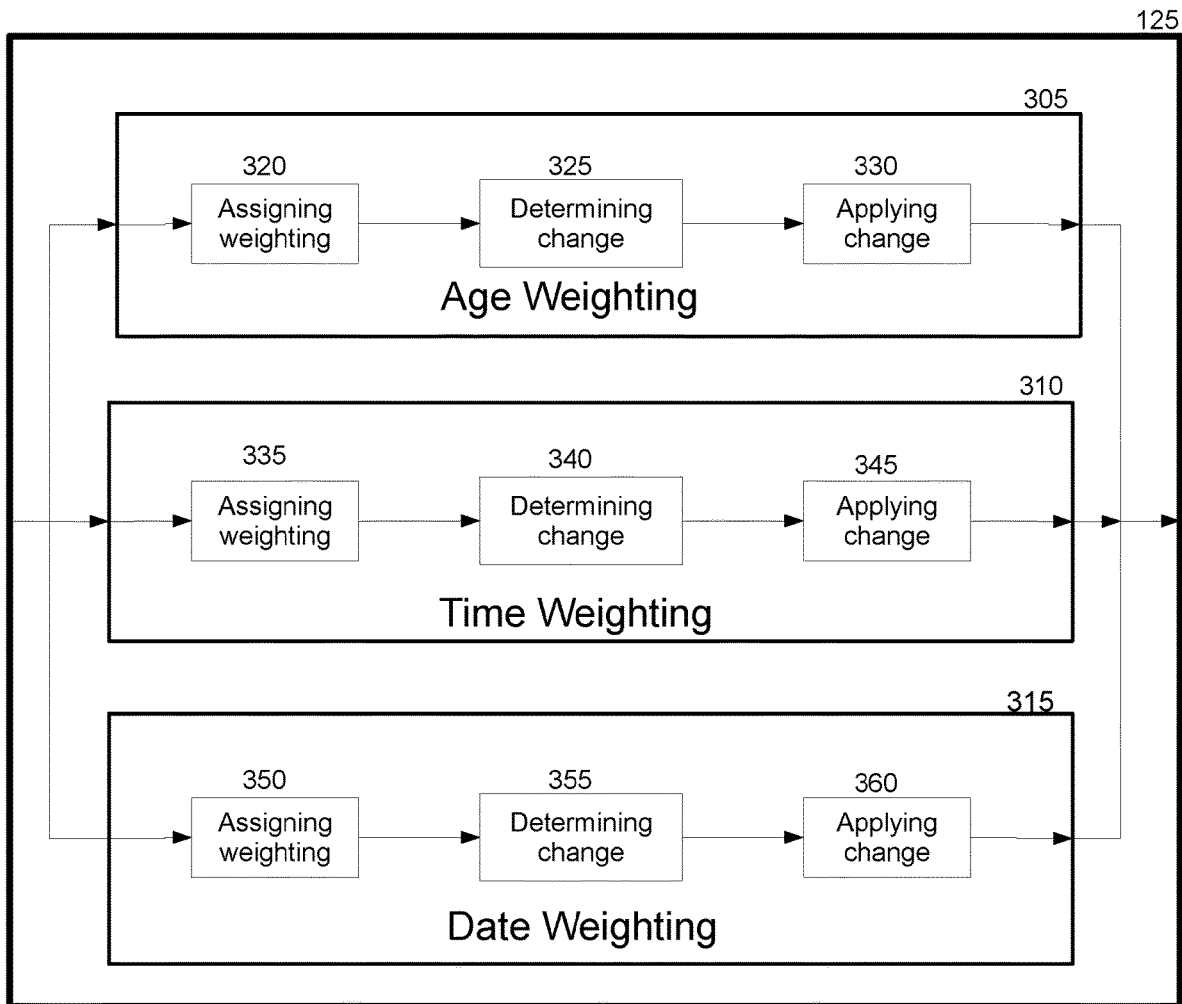 125
305
320
325
330
Assigning
weighting
Determining
change
Applying
change
Age Weighting
310
335
340
345
Assigning
weighting
Determining
change
Applying
change
Time Weighting
315
350
355
360
Assigning
weighting
Determining
change
Applying
change
Date Weighting